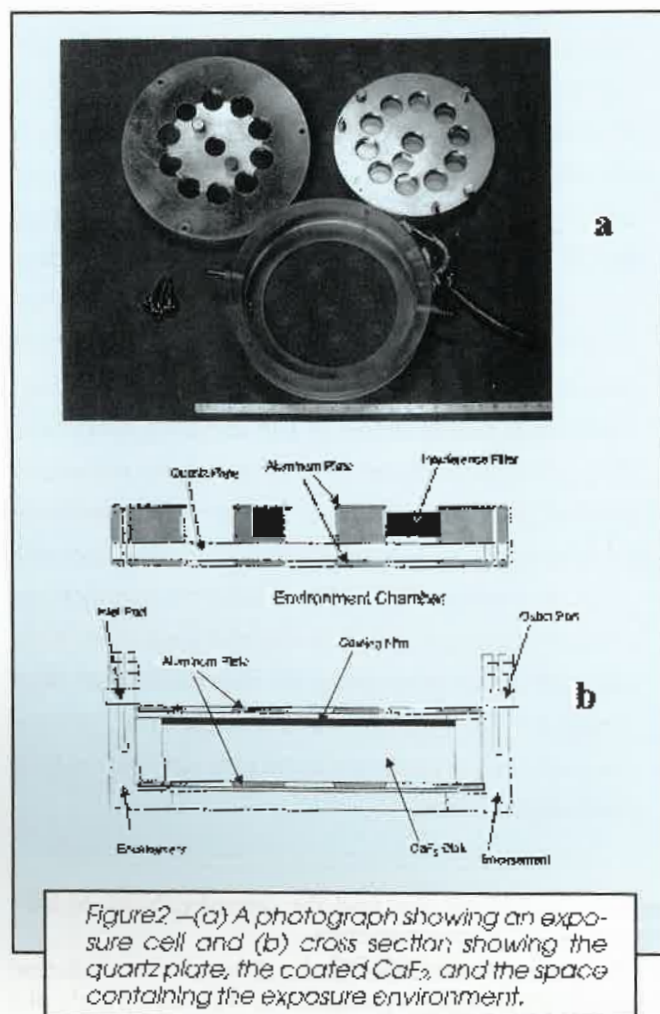 a
Quartz Plate
Aluminum Plate
Interference Filter
Environment Chamber
Inlet Port
Outlet Port
Coating Film
Aluminum Plate
b
CaF₂ Disk
Figure2 —(a) A photograph showing an expo-
sure cell and (b) cross section showing the
quartz plate, the coated CaF₂, and the space
containing the exposure environment.